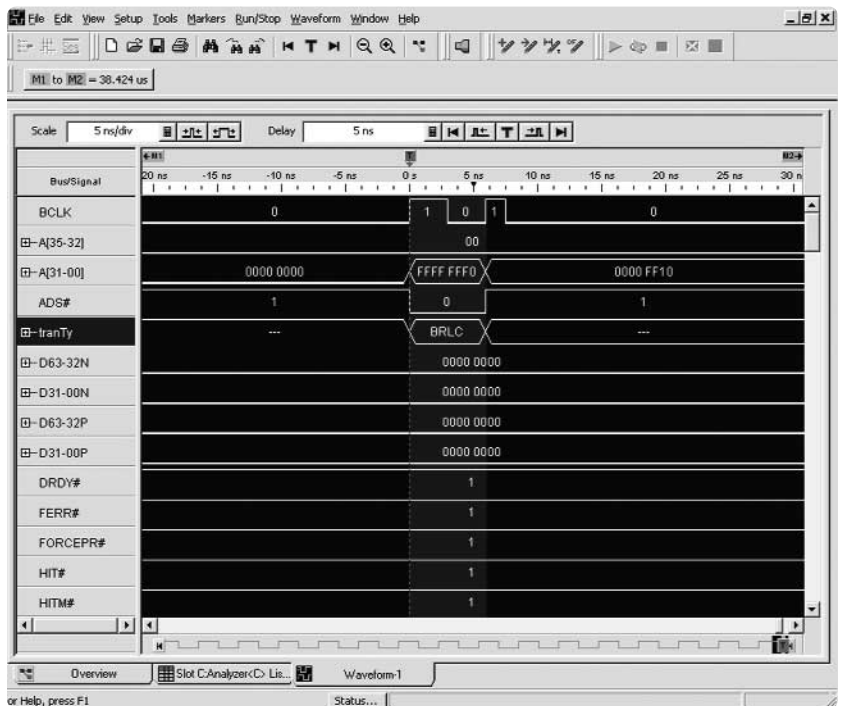 File Edit View Setup Tools Markers Run/Stop Waveform Window Help
M1 to M2 = 38.424 us
Scale 5 ns/div Delay 5 ns
M1 M2
Bus/Signal 20 ns -15 ns -10 ns -5 ns 0 s 5 ns 10 ns 15 ns 20 ns 25 ns 30 n
BCLK 0 1 0 1 0
A[35-32] 00
A[31-00] 0000 0000 FFFF FFF0 0000 FF10
ADS# 1 0 1
tranTy --- BRLC ---
D63-32N 0000 0000
D31-00N 0000 0000
D63-32P 0000 0000
D31-00P 0000 0000
DRDY# 1
FERR# 1
FORCEPR# 1
HIT# 1
HITM# 1
Overview Slot C:Analyzer<C> Lis... Waveform-1
or Help, press F1 Status...